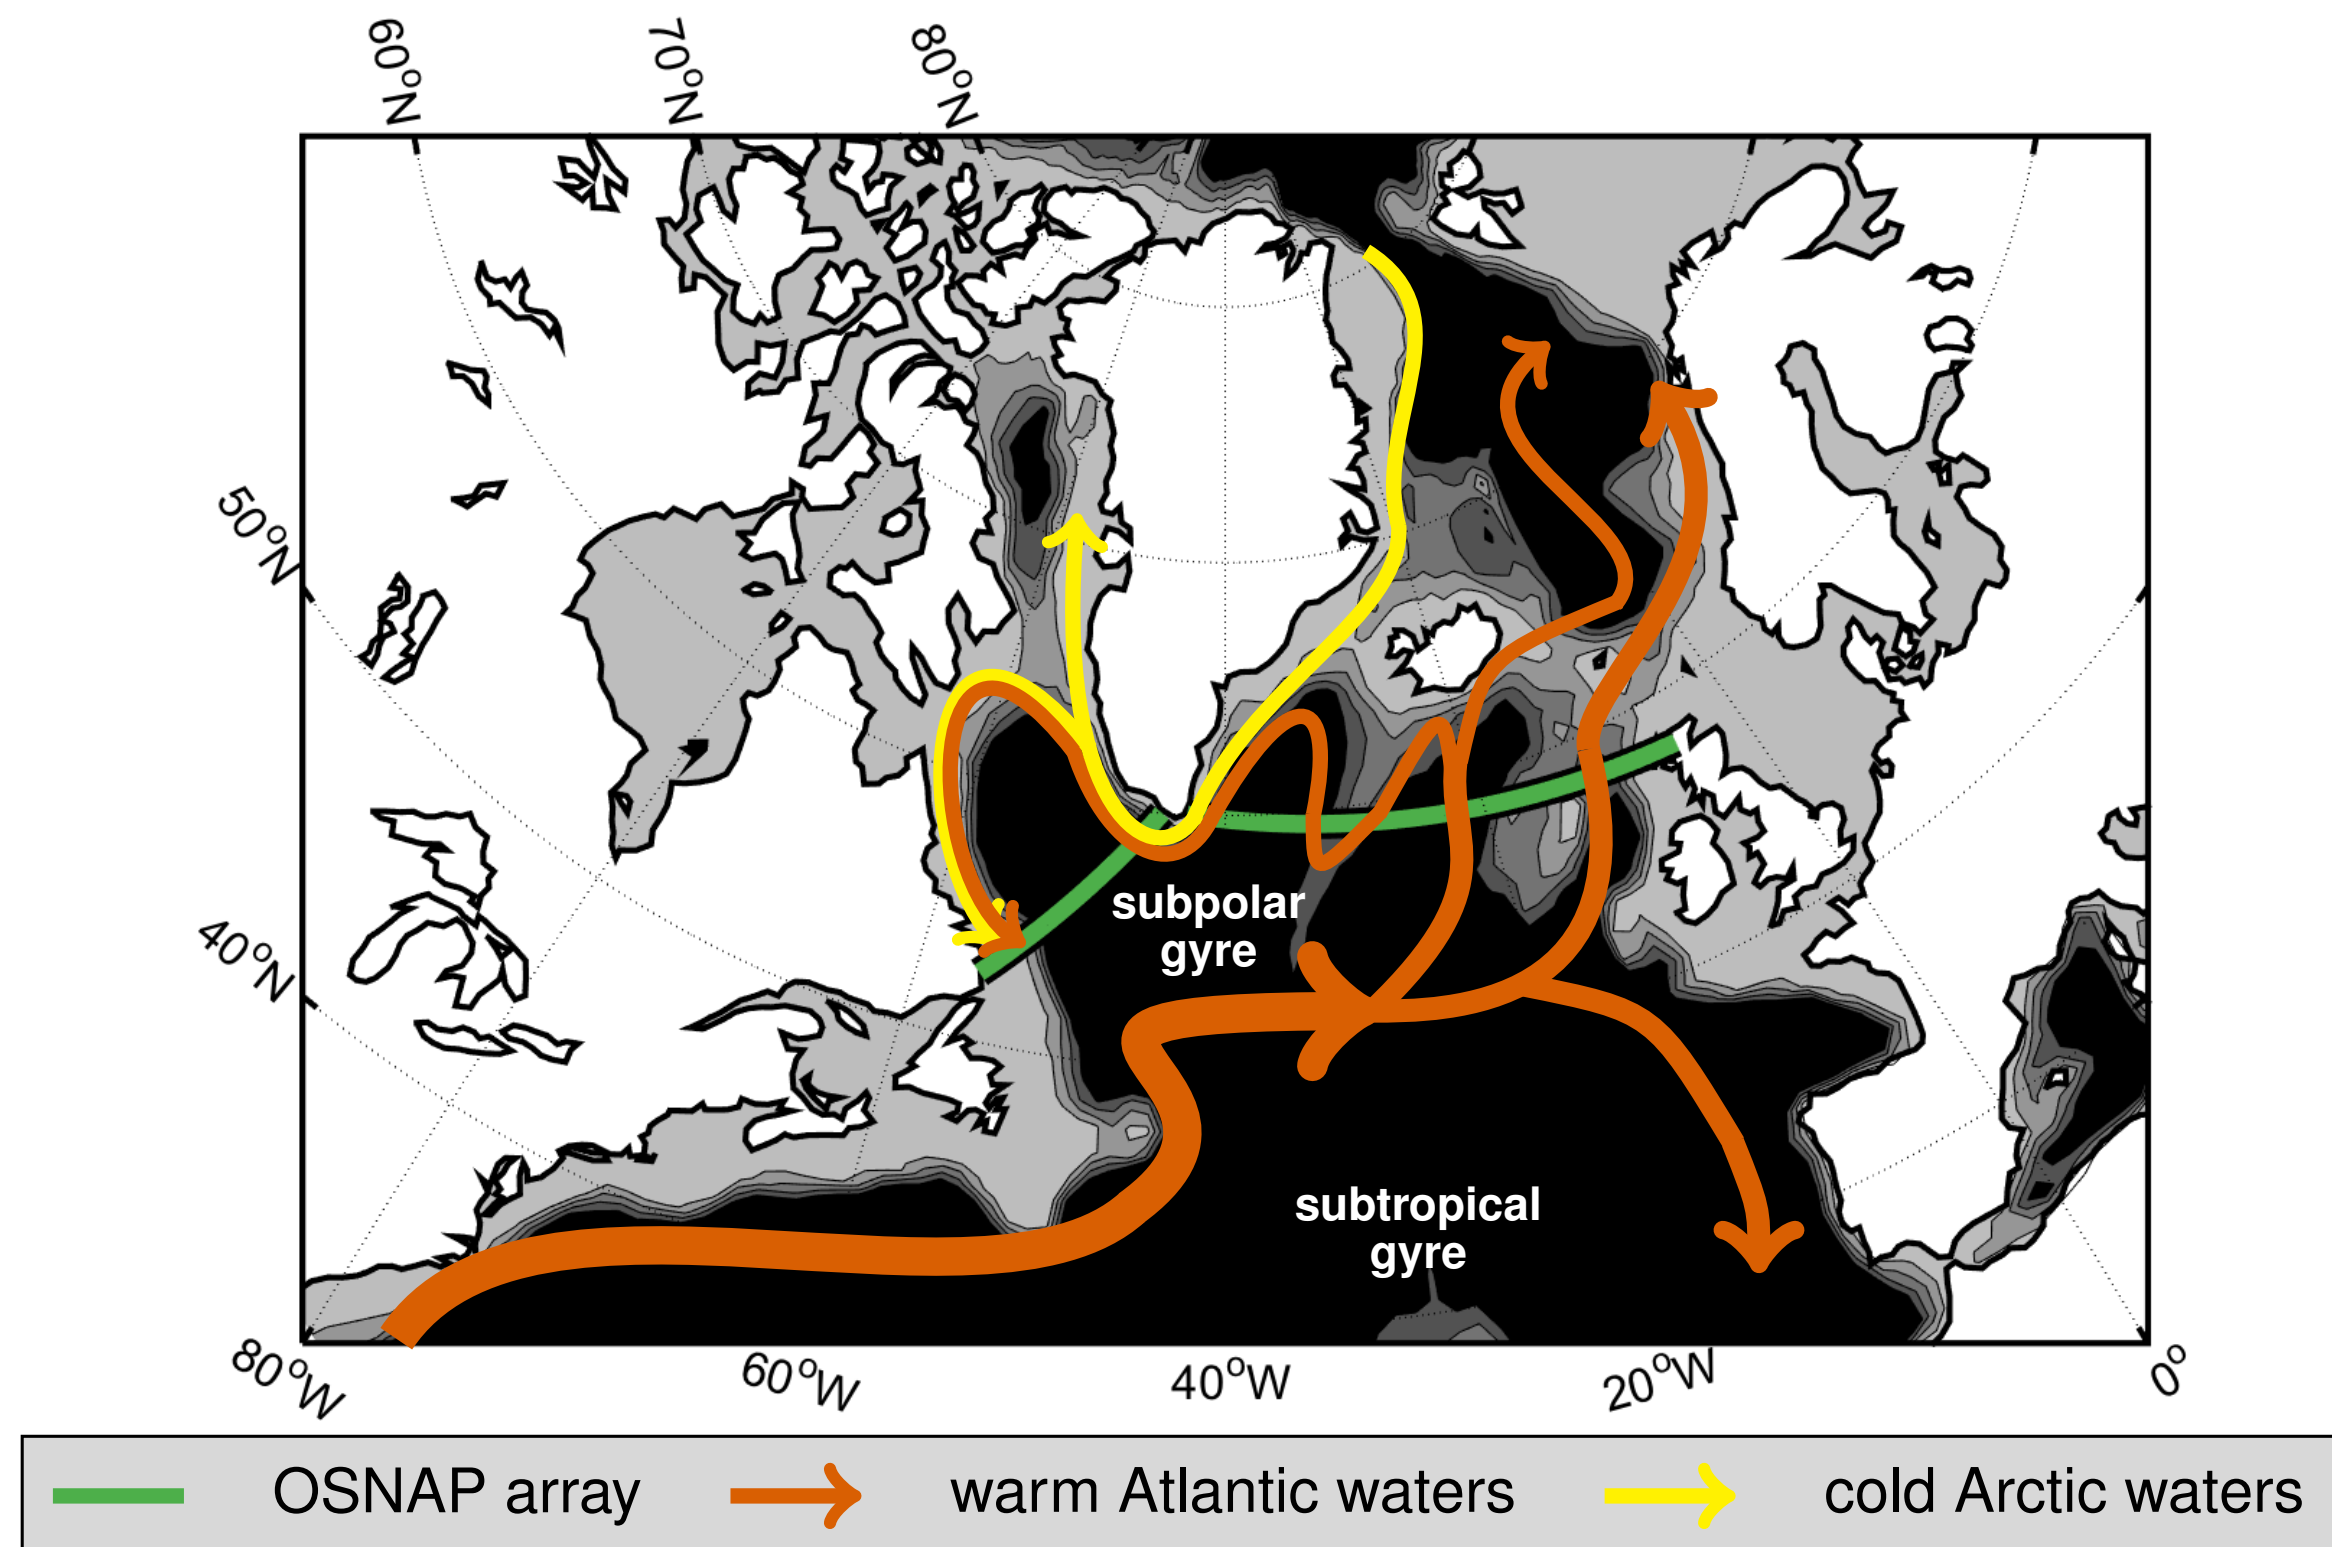 60°N
70°N
80°N
50°N
40°N
subpolar
gyre
subtropical
gyre
80°W
60°W
40°W
20°W
0°
OSNAP array
warm Atlantic waters
cold Arctic waters